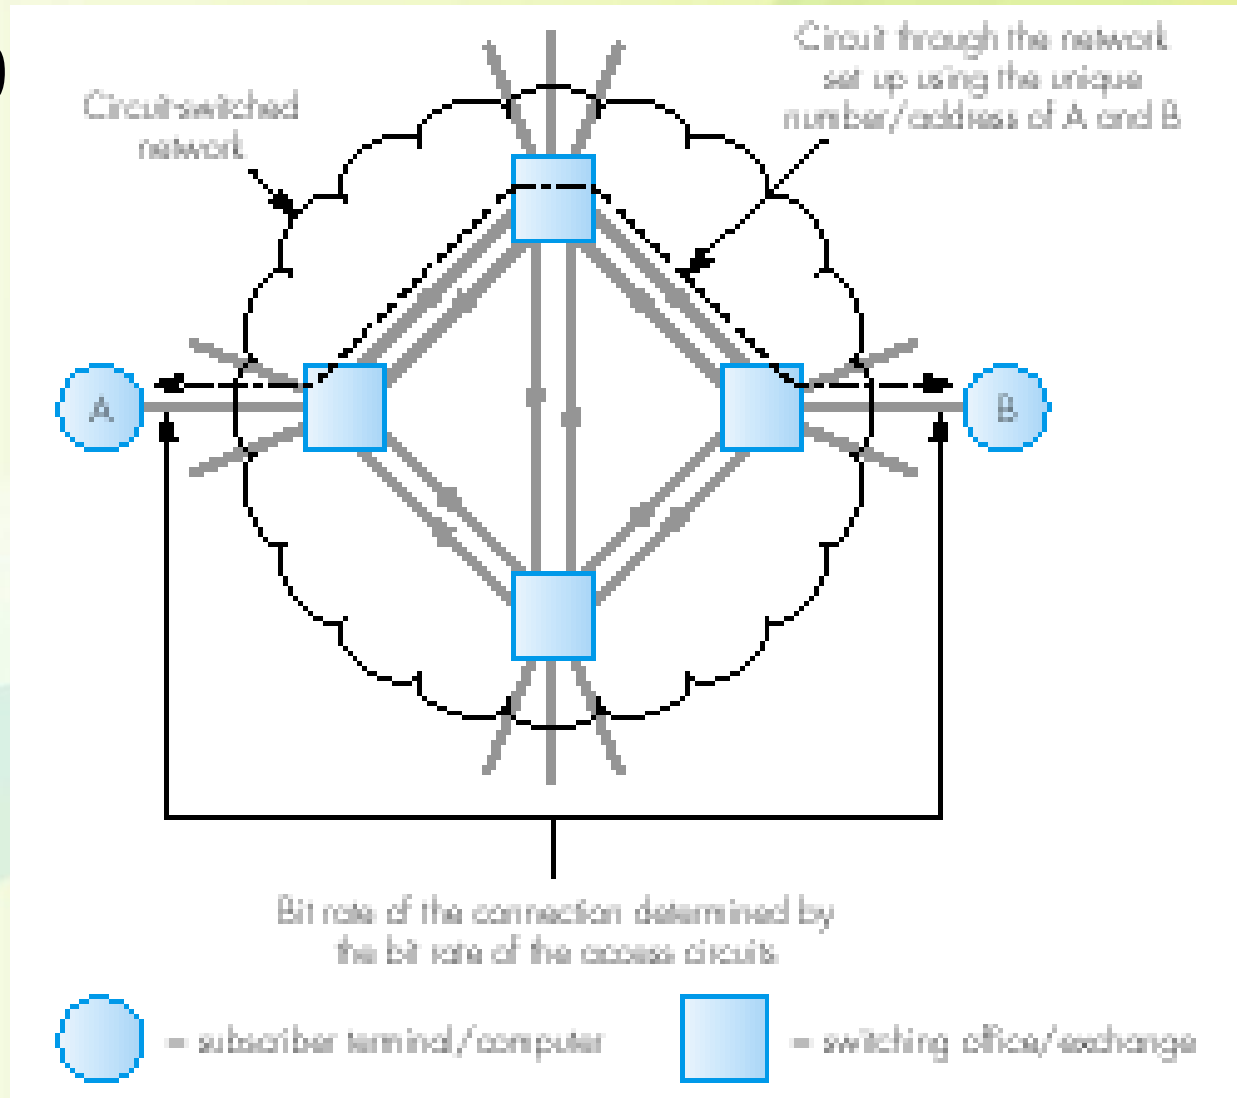 Circuit-switched
network
Circuit through the network
set up using the unique
number/address of A and B
A
B
Bit rate of the connection determined by
the bit rate of the access circuits
= subscriber terminal/computer
= switching office/exchange